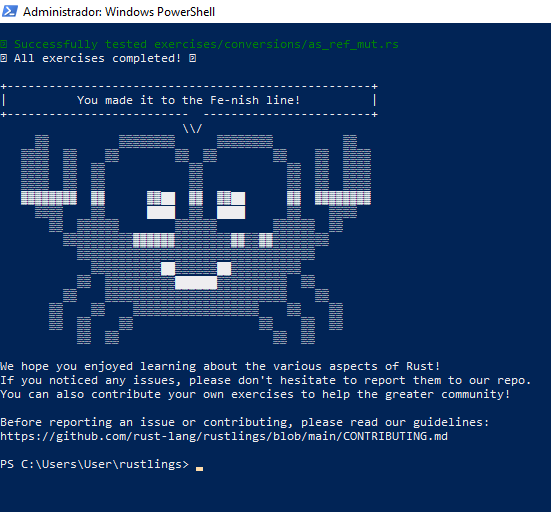 Administrador: Windows PowerShell
Successfully tested exercises/conversions/as_ref_mut.rs
All exercises completed!
You made it to the Fe-nish line!
We hope you enjoyed learning about the various aspects of Rust!
If you noticed any issues, please don't hesitate to report them to our repo.
You can also contribute your own exercises to help the greater community!
Before reporting an issue or contributing, please read our guidelines:
https://github.com/rust-lang/rustlings/blob/main/CONTRIBUTING.md
PS C:\Users\User\rustlings>